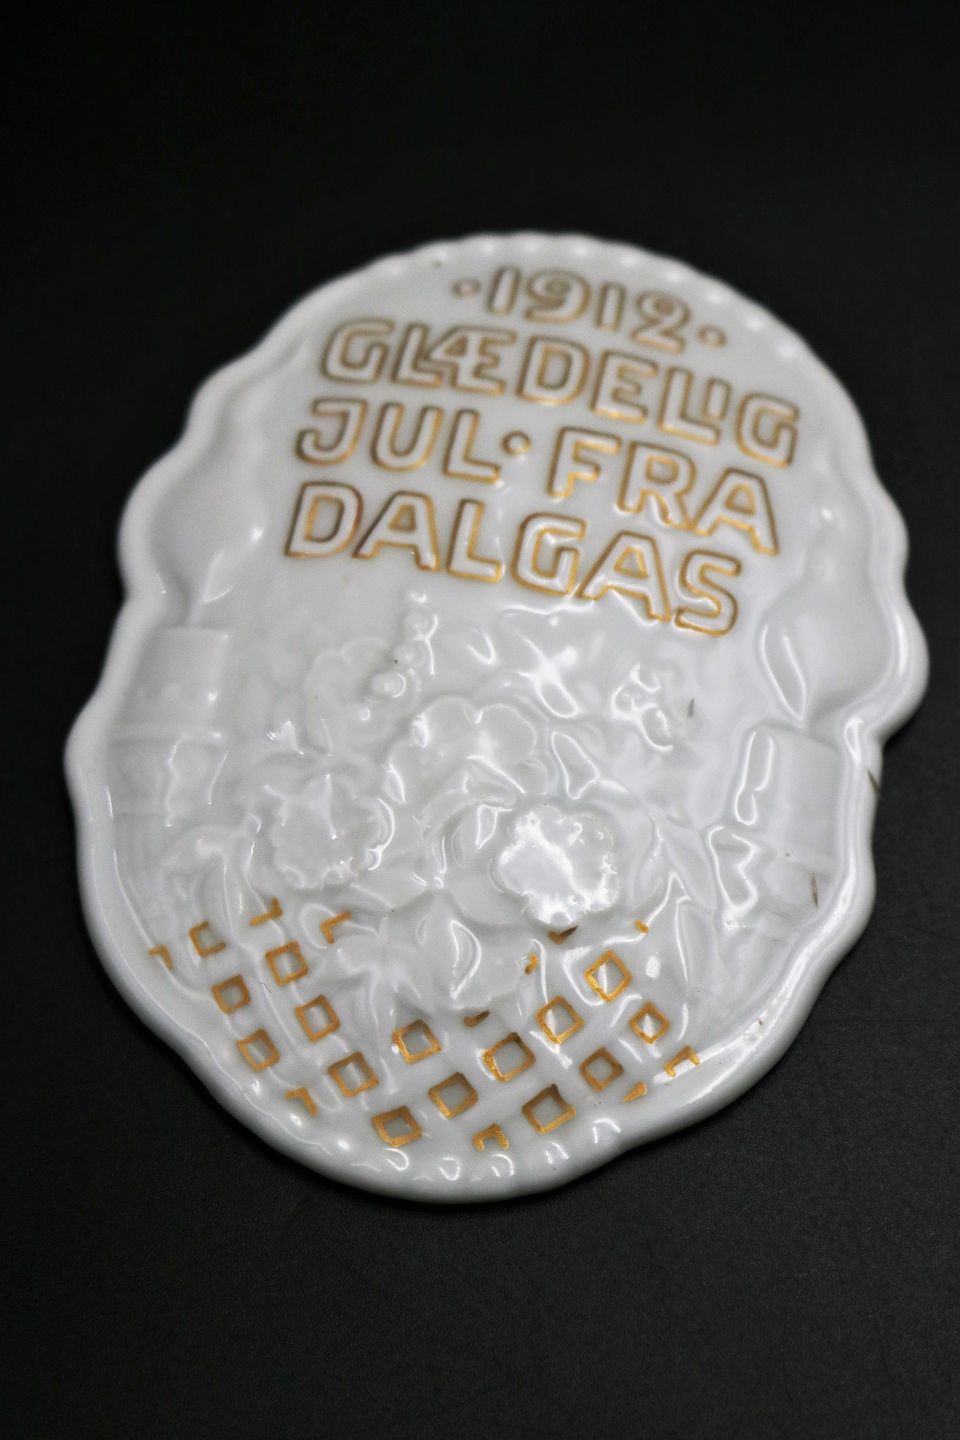 ·1912·
GLÆDELIG
JUL·FRA
DALGAS